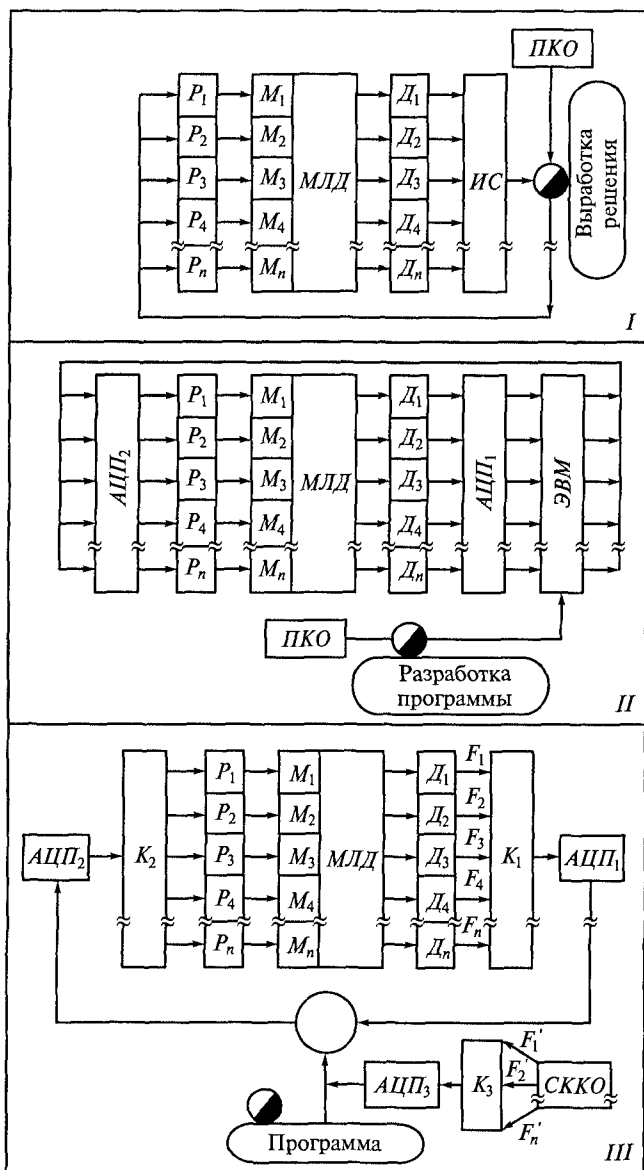 ПКО
P₁ M₁ Д₁
P₂ M₂ Д₂
P₃ M₃ МЛД Д₃ ИС
P₄ M₄ Д₄
Pₙ Mₙ Дₙ
Выработка
решения
I
АЦП₂
P₁ M₁ Д₁
P₂ M₂ Д₂
P₃ M₃ МЛД Д₃
P₄ M₄ Д₄
Pₙ Mₙ Дₙ
АЦП₁
ЭВМ
ПКО
Разработка
программы
II
P₁ M₁ Д₁ F₁
P₂ M₂ Д₂ F₂
АЦП₂ K₂ P₃ M₃ МЛД Д₃ F₃ K₁ АЦП₁
P₄ M₄ Д₄ F₄
Pₙ Mₙ Дₙ Fₙ
F₁'
АЦП₃ K₃ F₂' СККО
Fₙ'
Программа
III